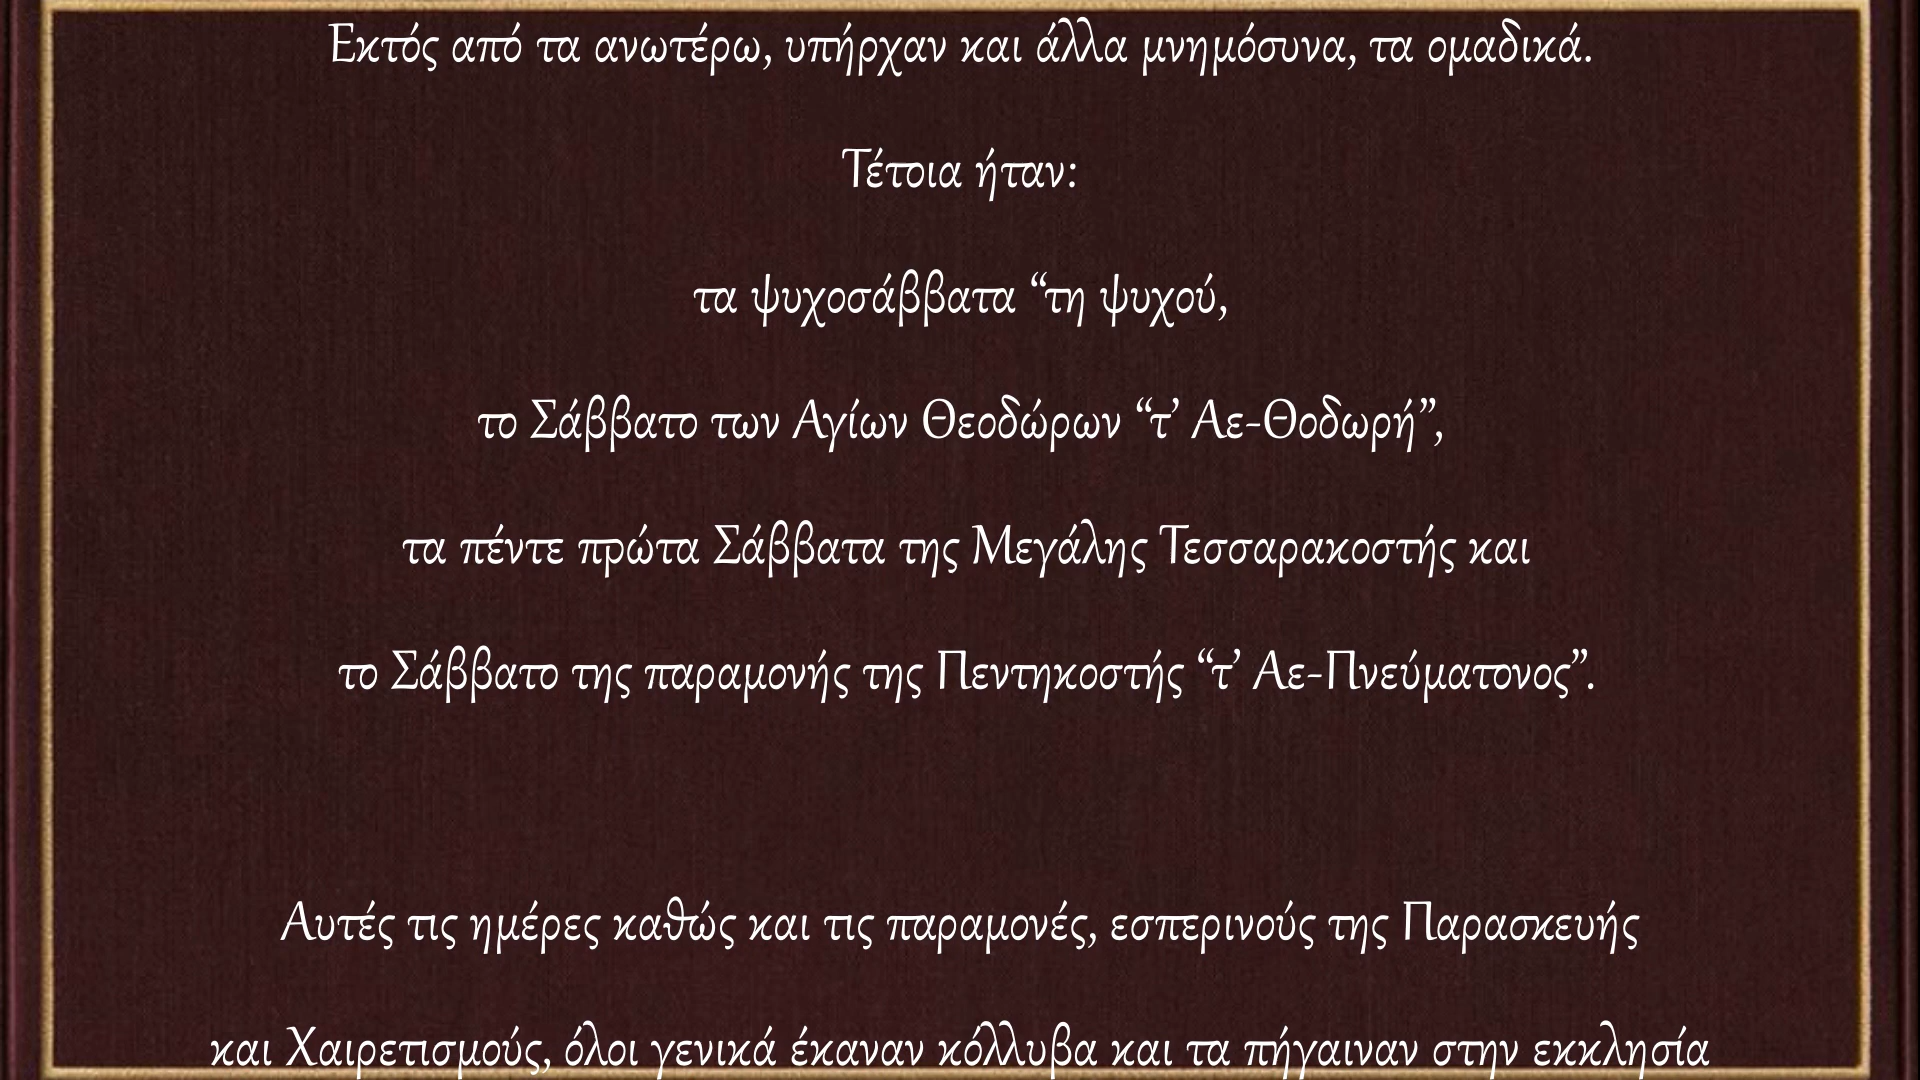 Εκτός από τα ανωτέρω, υπήρχαν και άλλα μνημόσυνα, τα ομαδικά.
Τέτοια ήταν:
τα ψυχοσάββατα “τη ψυχού,
το Σάββατο των Αγίων Θεοδώρων “τ’ Αε-Θοδωρή”,
τα πέντε πρώτα Σάββατα της Μεγάλης Τεσσαρακοστής και
το Σάββατο της παραμονής της Πεντηκοστής “τ’ Αε-Πνεύματονος”.
Αυτές τις ημέρες καθώς και τις παραμονές, εσπερινούς της Παρασκευής
και Χαιρετισμούς, όλοι γενικά έκαναν κόλλυβα και τα πήγαιναν στην εκκλησία